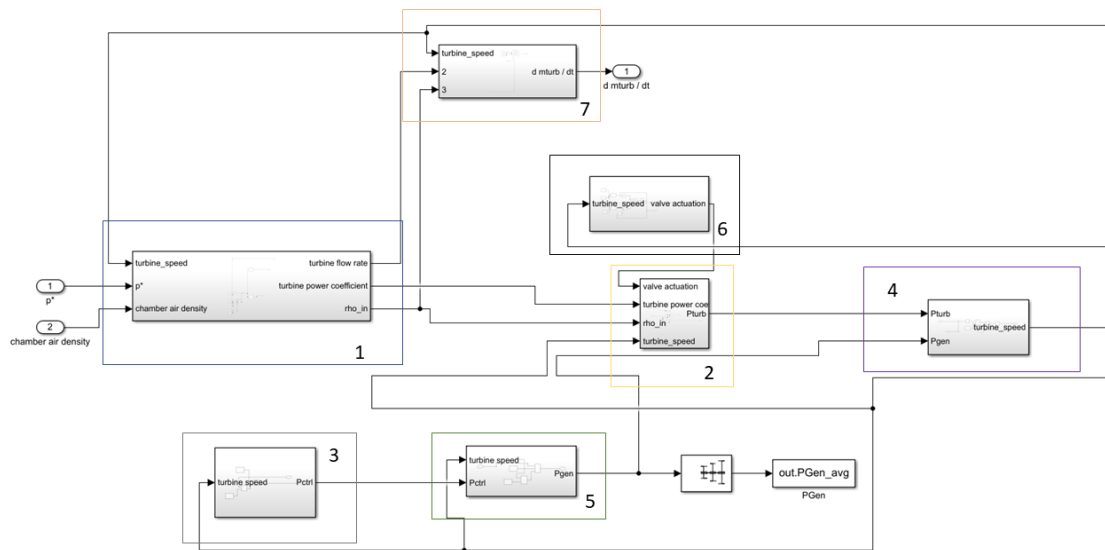 turbine_speed
2
3
d mturb / dt
1
d mturb / dt
7
turbine_speed
valve actuation
6
turbine_speed
p*
chamber air density
turbine flow rate
turbine power coefficient
rho_in
1
1
p*
2
chamber air density
valve actuation
turbine power coe
rho_in
turbine_speed
Pturb
2
4
Pturb
Pgen
turbine_speed
3
turbine speed
Pctrl
turbine speed
Pctrl
Pgen
5
out.PGen_avg
PGen